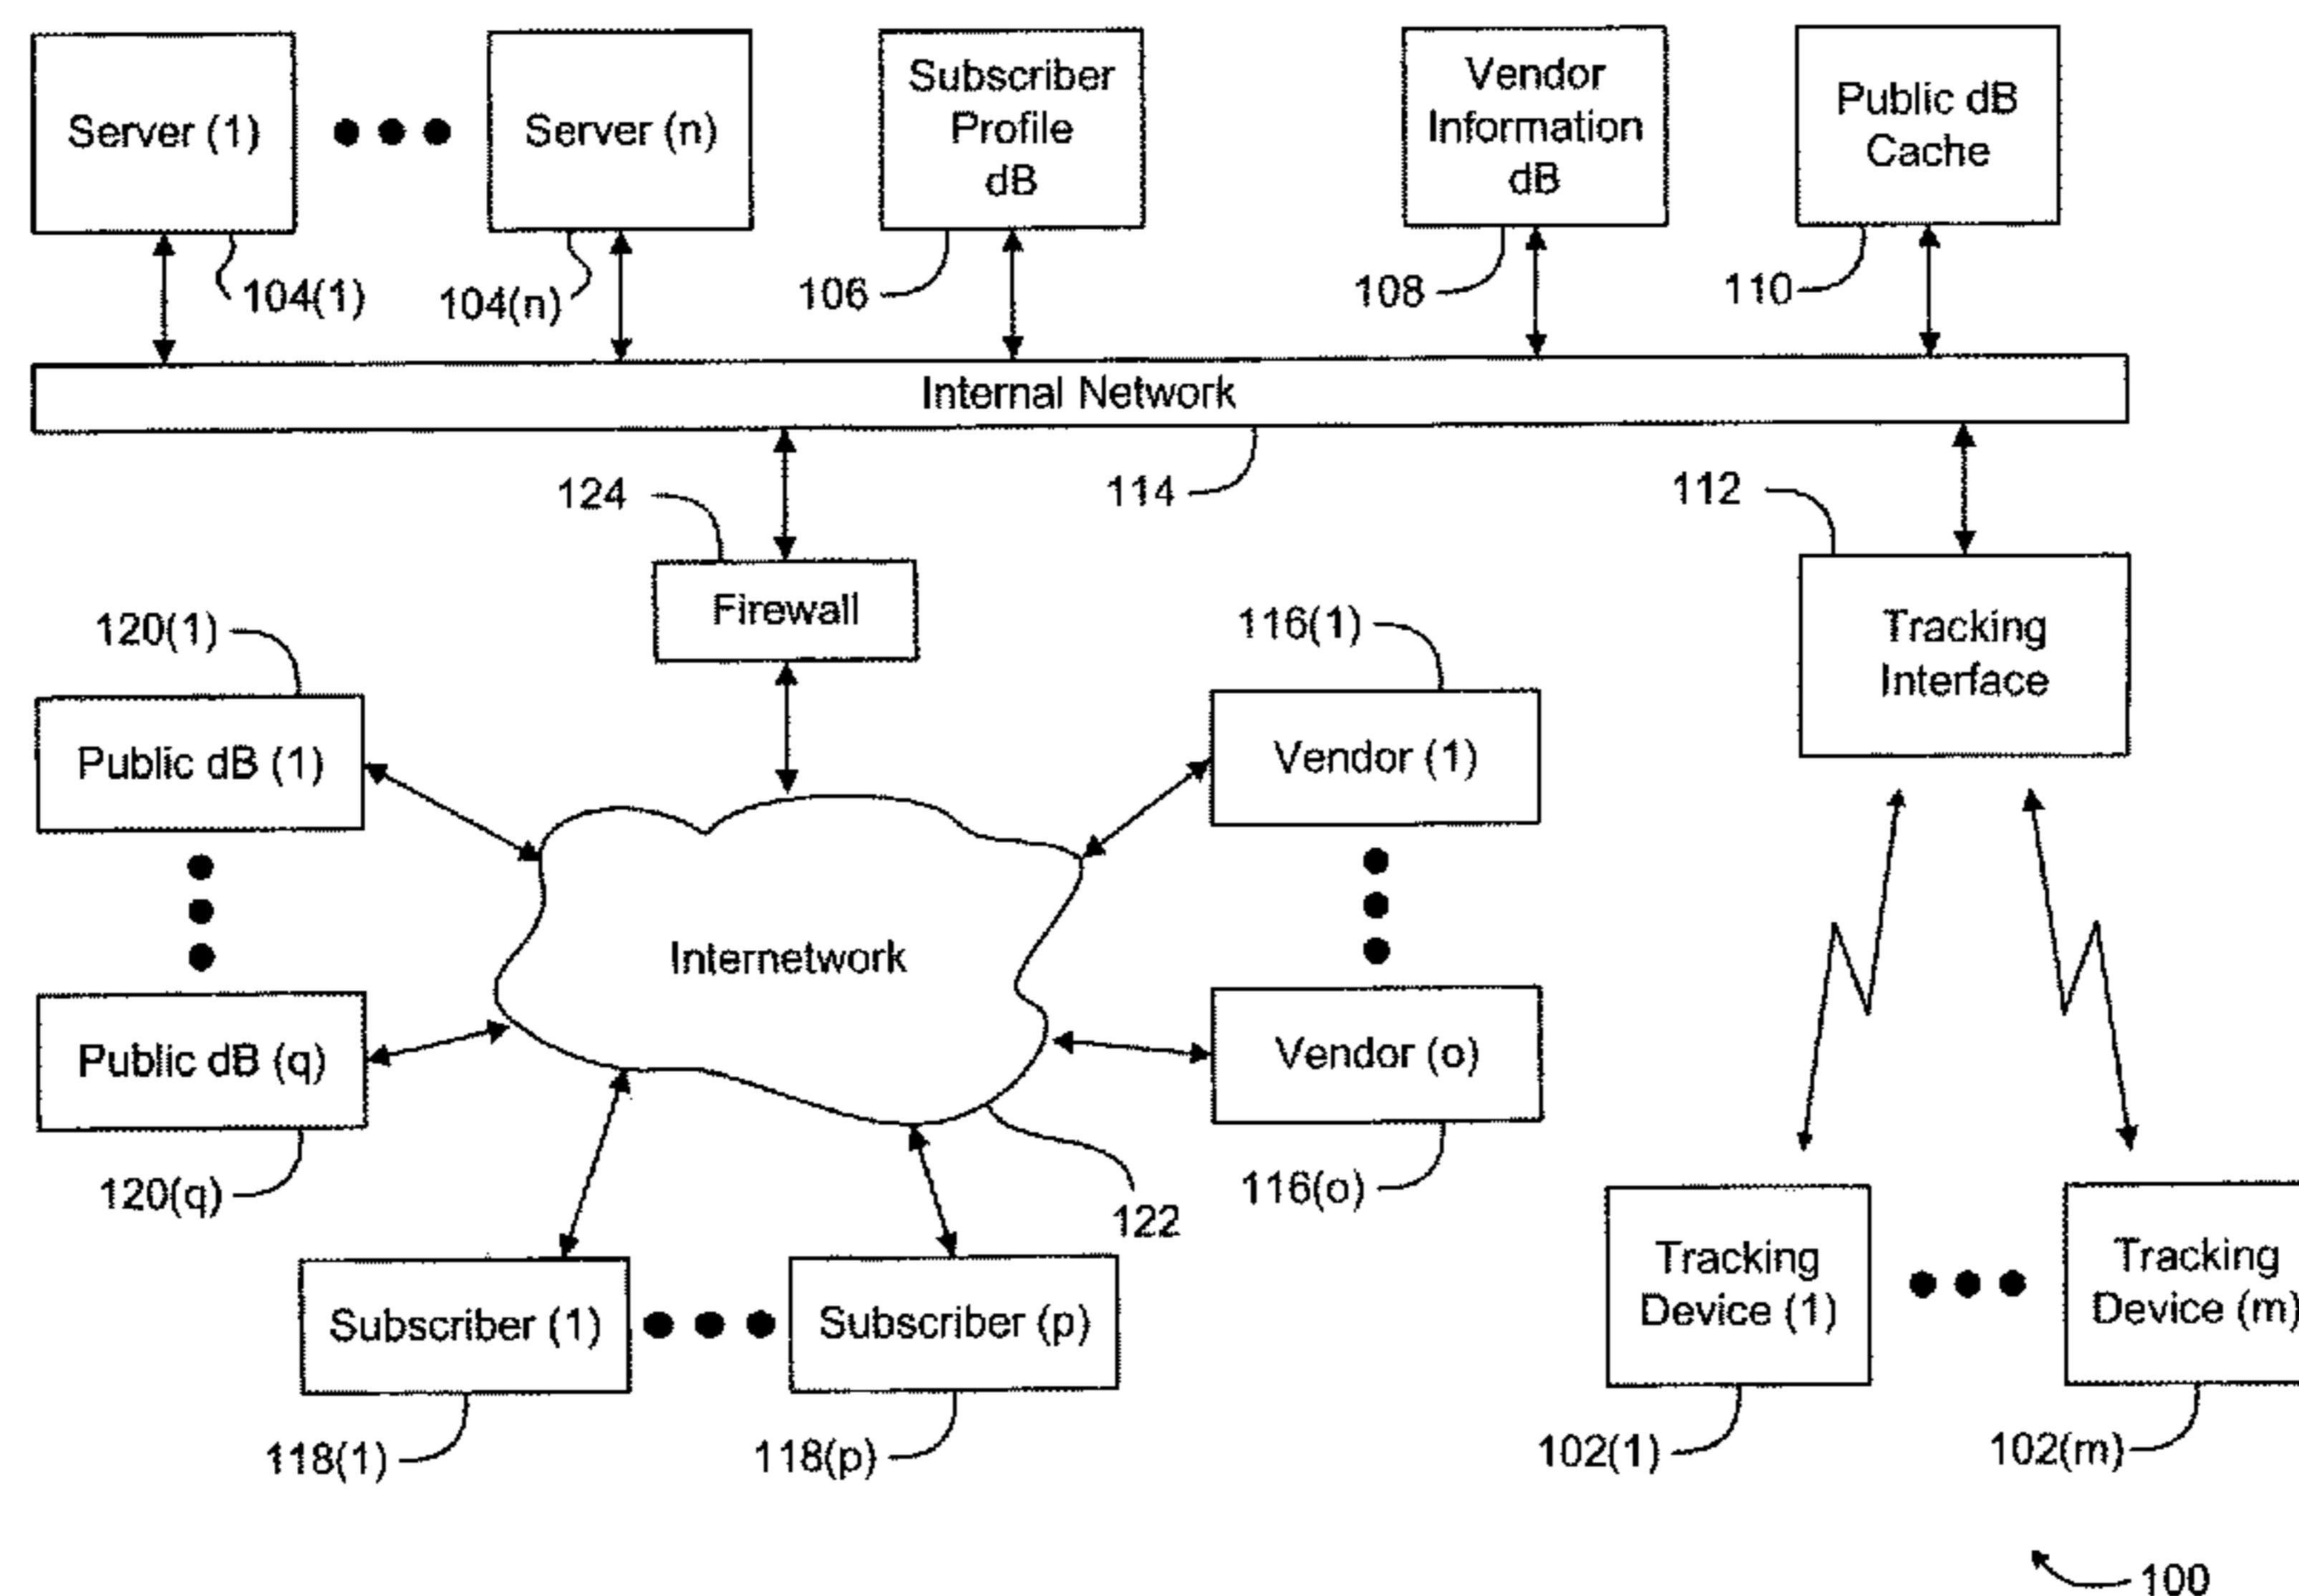 Server (1)
Server (n)
Subscriber
Profile
dB
Vendor
Information
dB
Public dB
Cache
104(1)
104(n)
106
108
110
Internal Network
124
114
112
Firewall
120(1)
116(1)
Tracking
Interface
Public dB (1)
Vendor (1)
Internetwork
Public dB (q)
Vendor (o)
120(q)
116(o)
122
Subscriber (1)
Subscriber (p)
Tracking
Device (1)
Tracking
Device (m)
118(1)
118(p)
102(1)
102(m)
100